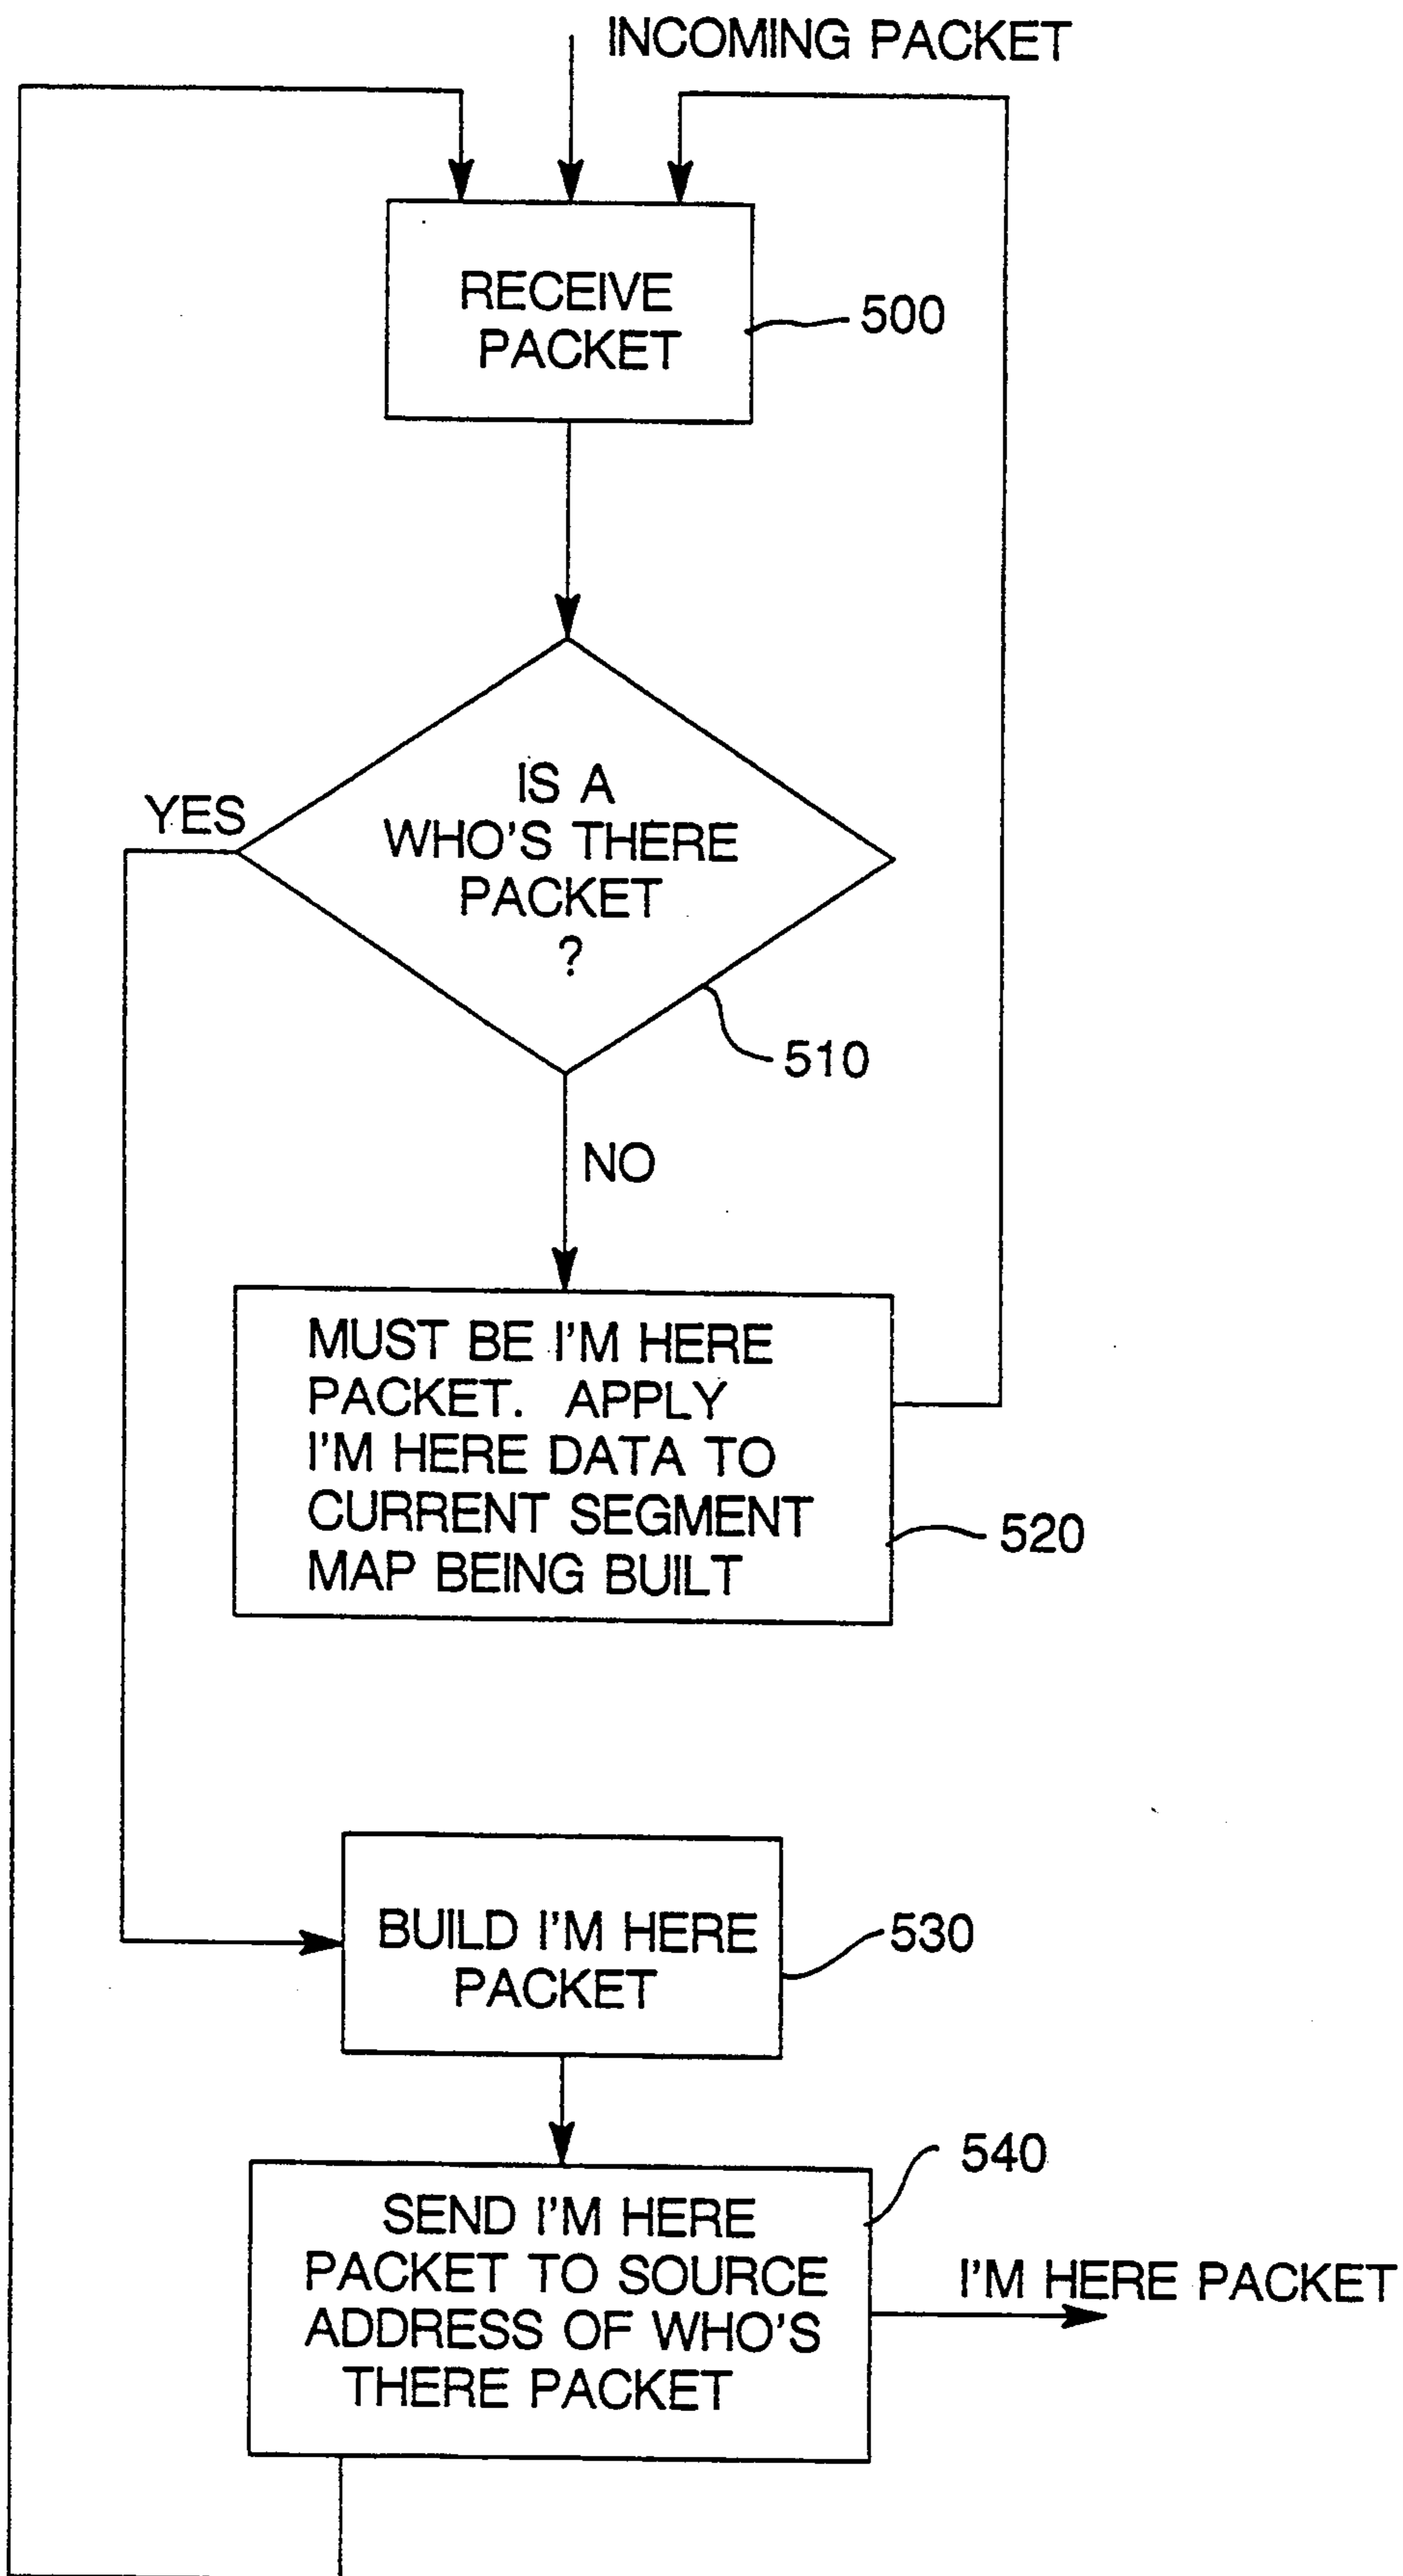 INCOMING PACKET
RECEIVE
PACKET
500
IS A
WHO'S THERE
PACKET
?
YES
510
NO
MUST BE I'M HERE
PACKET. APPLY
I'M HERE DATA TO
CURRENT SEGMENT
MAP BEING BUILT
520
BUILD I'M HERE
PACKET
530
540
SEND I'M HERE
PACKET TO SOURCE
ADDRESS OF WHO'S
THERE PACKET
I'M HERE PACKET